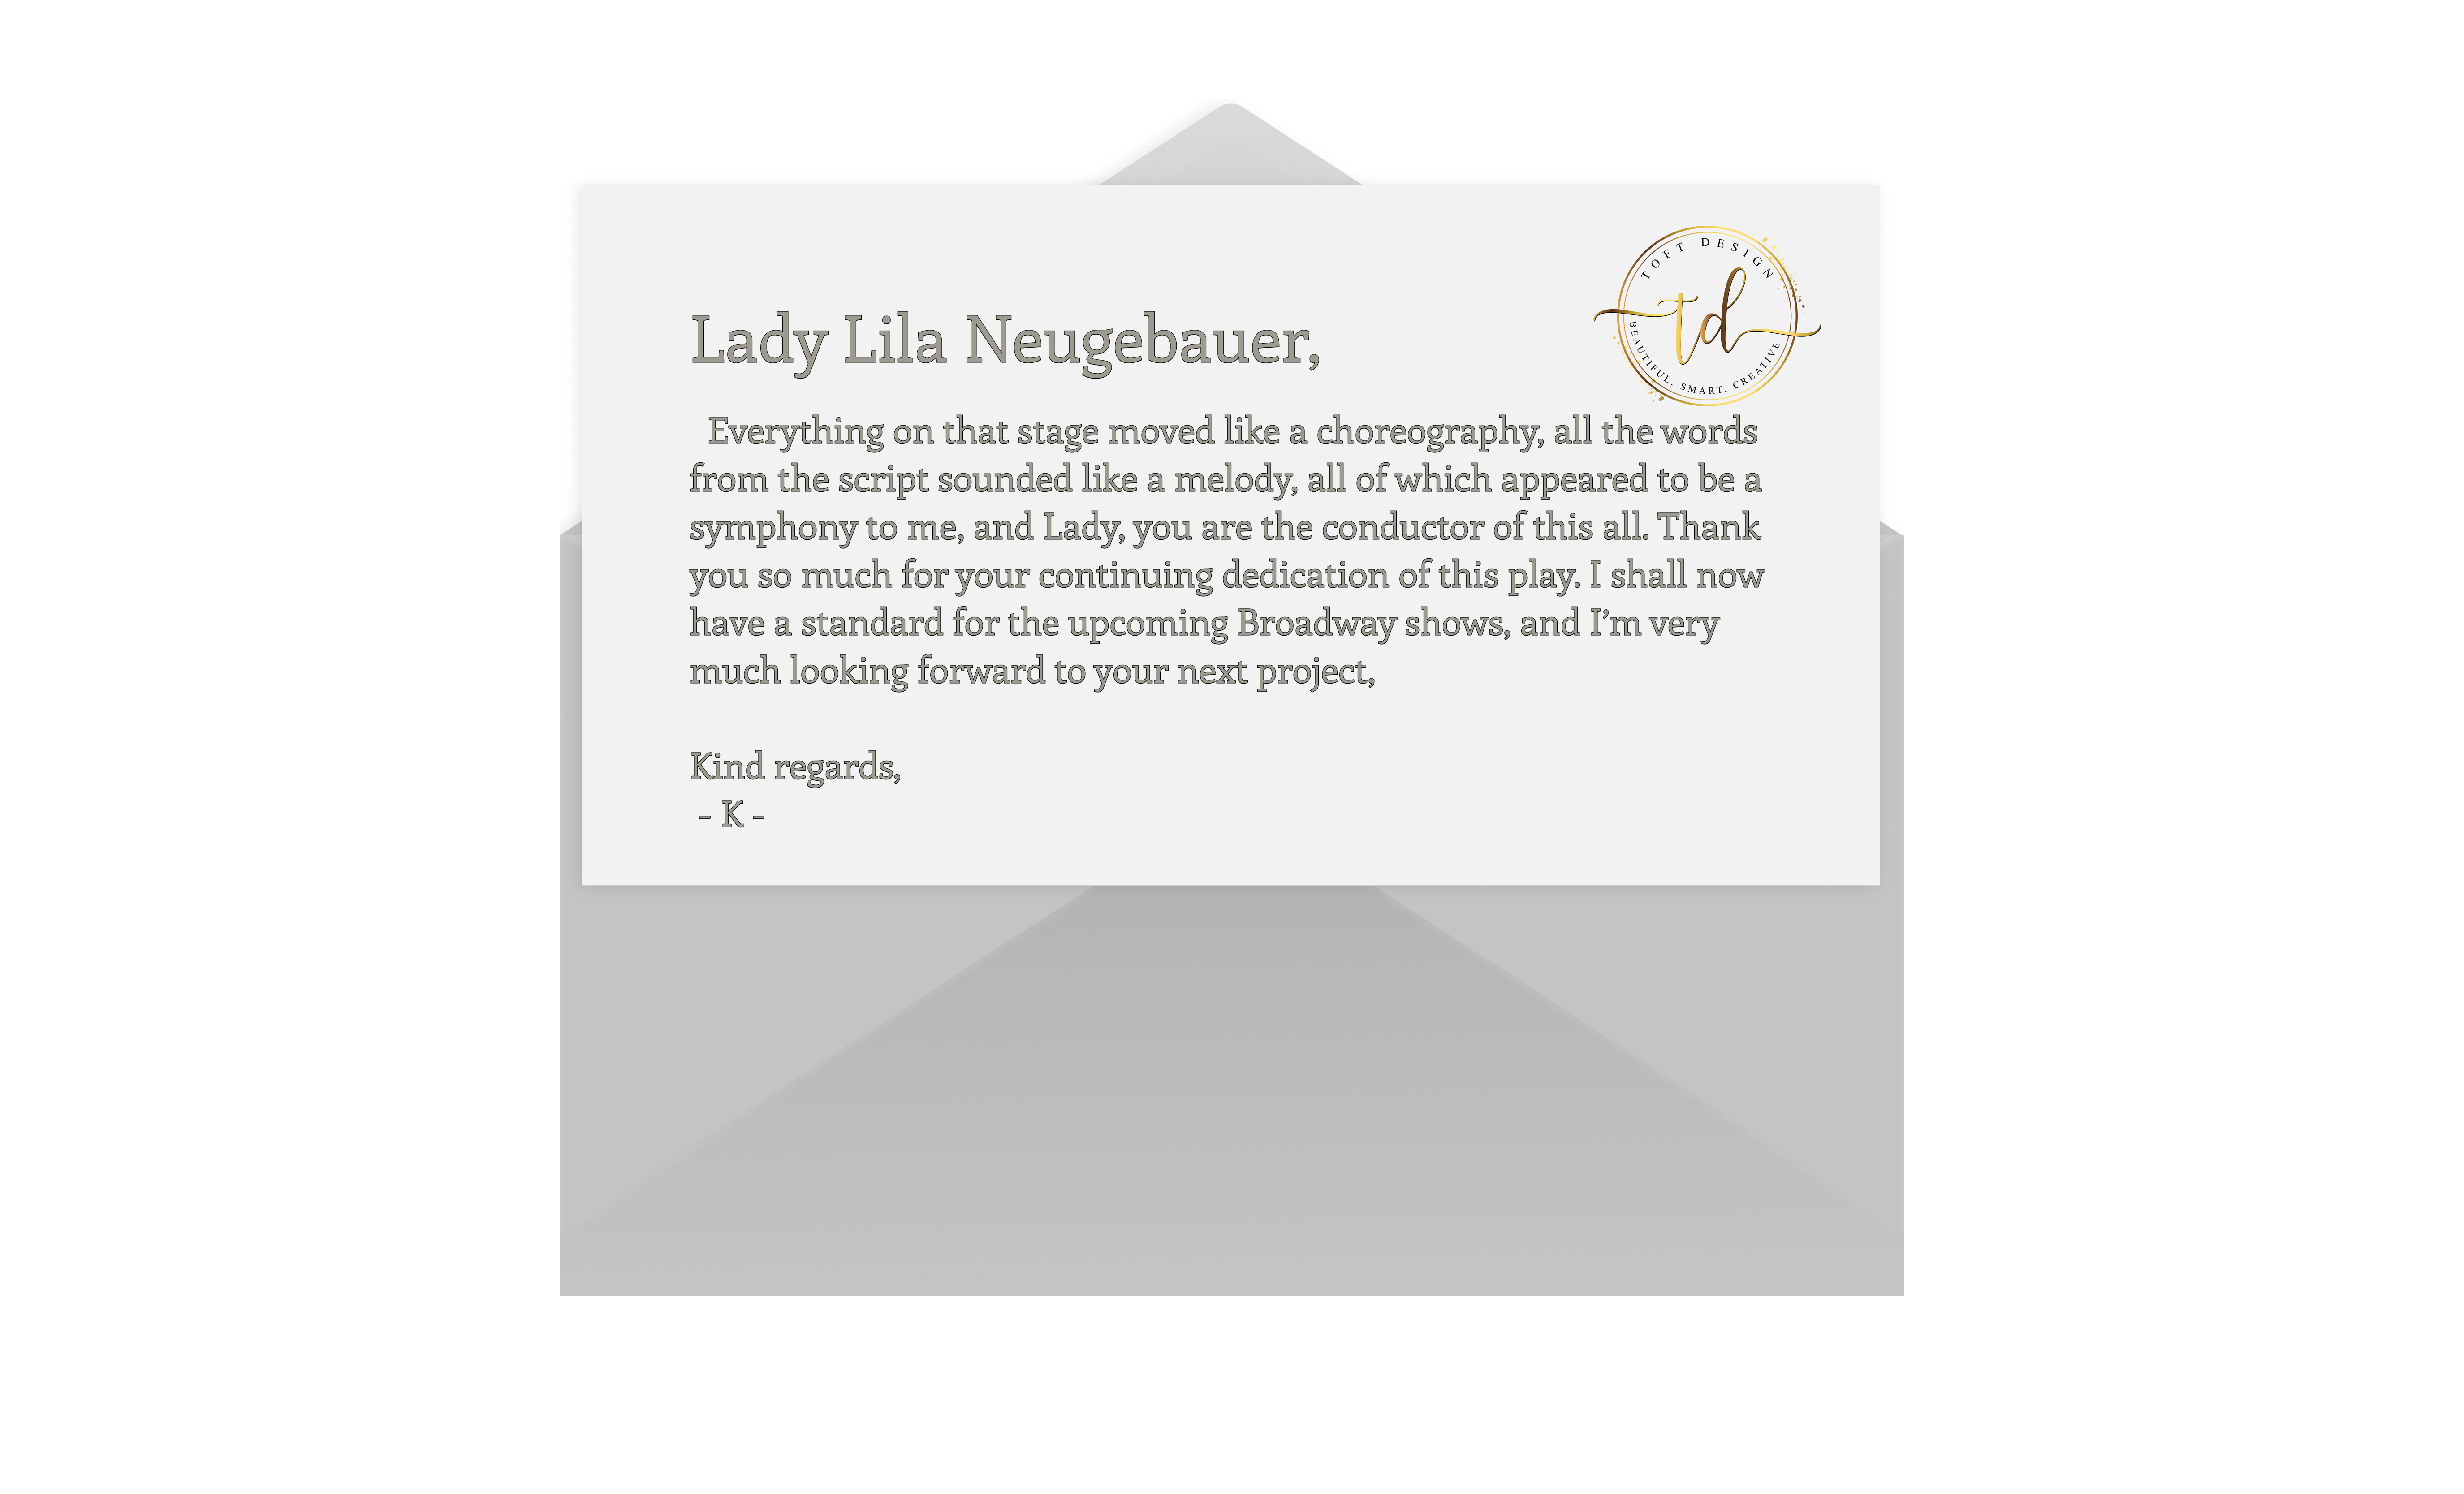 TOFT DESIGN
td
BEAUTIFUL, SMART, CREATIVE
Lady Lila Neugebauer,
Everything on that stage moved like a choreography, all the words
from the script sounded like a melody, all of which appeared to be a
symphony to me, and Lady, you are the conductor of this all. Thank
you so much for your continuing dedication of this play. I shall now
have a standard for the upcoming Broadway shows, and I’m very
much looking forward to your next project,
Kind regards,
- K -